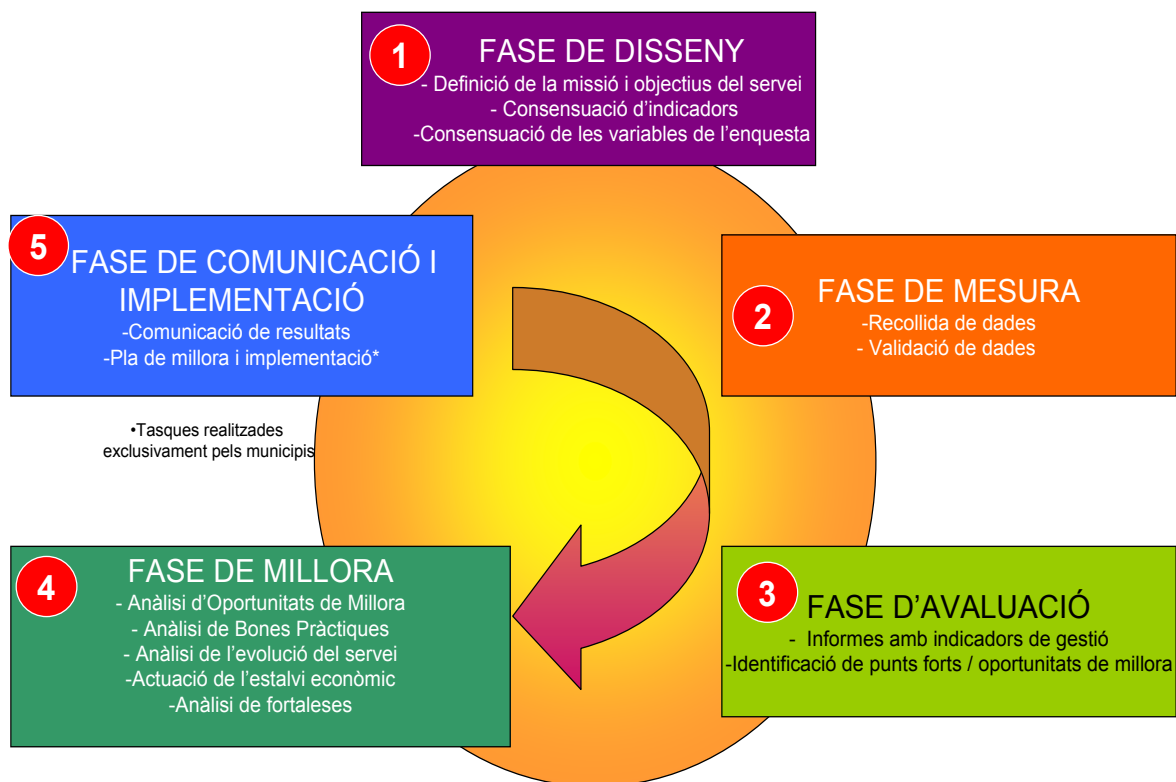 1
FASE DE DISSENY
- Definició de la missió i objectius del servei
- Consensuació d'indicadors
-Consensuació de les variables de l'enquesta
2
FASE DE MESURA
-Recollida de dades
- Validació de dades
3
FASE D'AVALUACIÓ
- Informes amb indicadors de gestió
-Identificació de punts forts / oportunitats de millora
4
FASE DE MILLORA
- Anàlisi d'Oportunitats de Millora
- Anàlisi de Bones Pràctiques
- Anàlisi de l'evolució del servei
-Actuació de l'estalvi econòmic
-Anàlisi de fortaleses
5
FASE DE COMUNICACIÓ I
IMPLEMENTACIÓ
-Comunicació de resultats
-Pla de millora i implementació*
•Tasques realitzades
exclusivament pels municipis